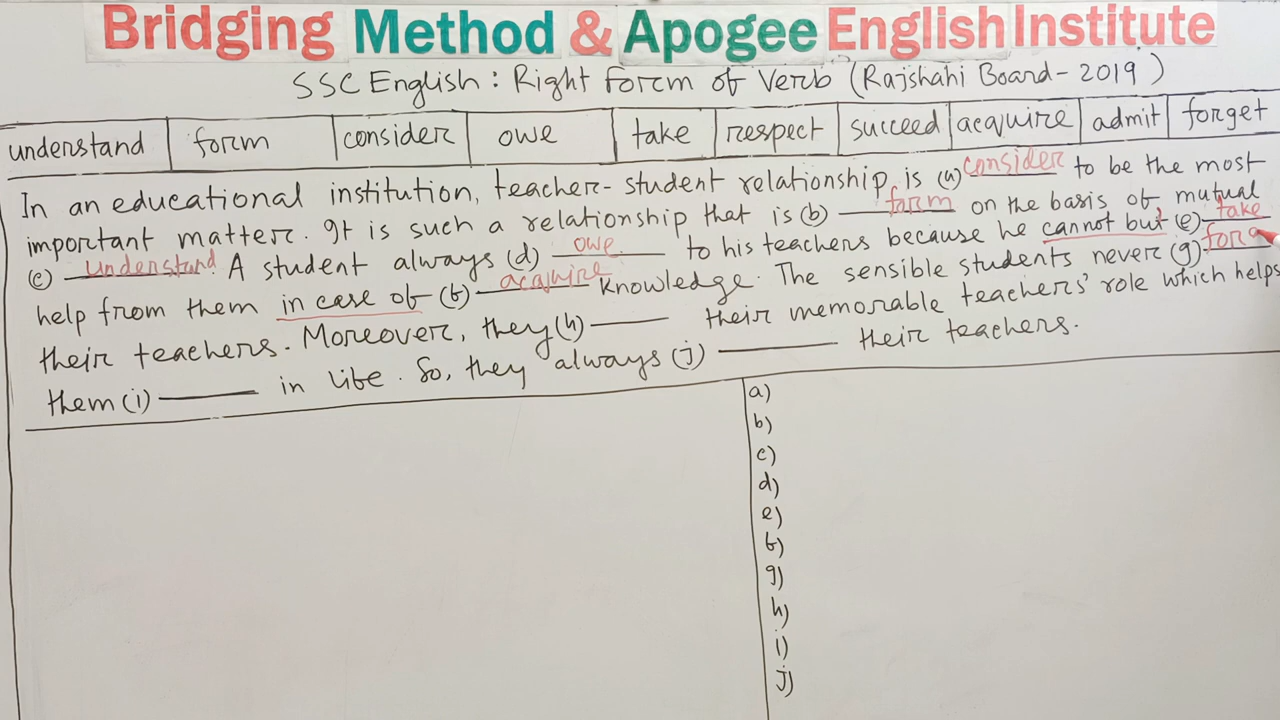 Bridging Method & Apogee English Institute
SSC English: Right form of Verb (Rajshahi Board-2019)
understand form consider owe take respect succeed acquire admit forget
In an educational institution, teacher-student relationship is (a) consider to be the most
important matter. It is such a relationship that is (b) form on the basis of mutual
(c) understand. A student always (d) owe to his teachers because he cannot but (e) take
help from them in case of (f) acquire knowledge. The sensible students never (g) forg
their teachers. Moreover, they (h) ______ their memorable teachers' role which helps
them (i) ______ in life. So, they always (j) ______ their teachers.
a)
b)
c)
d)
e)
f)
g)
h)
i)
j)